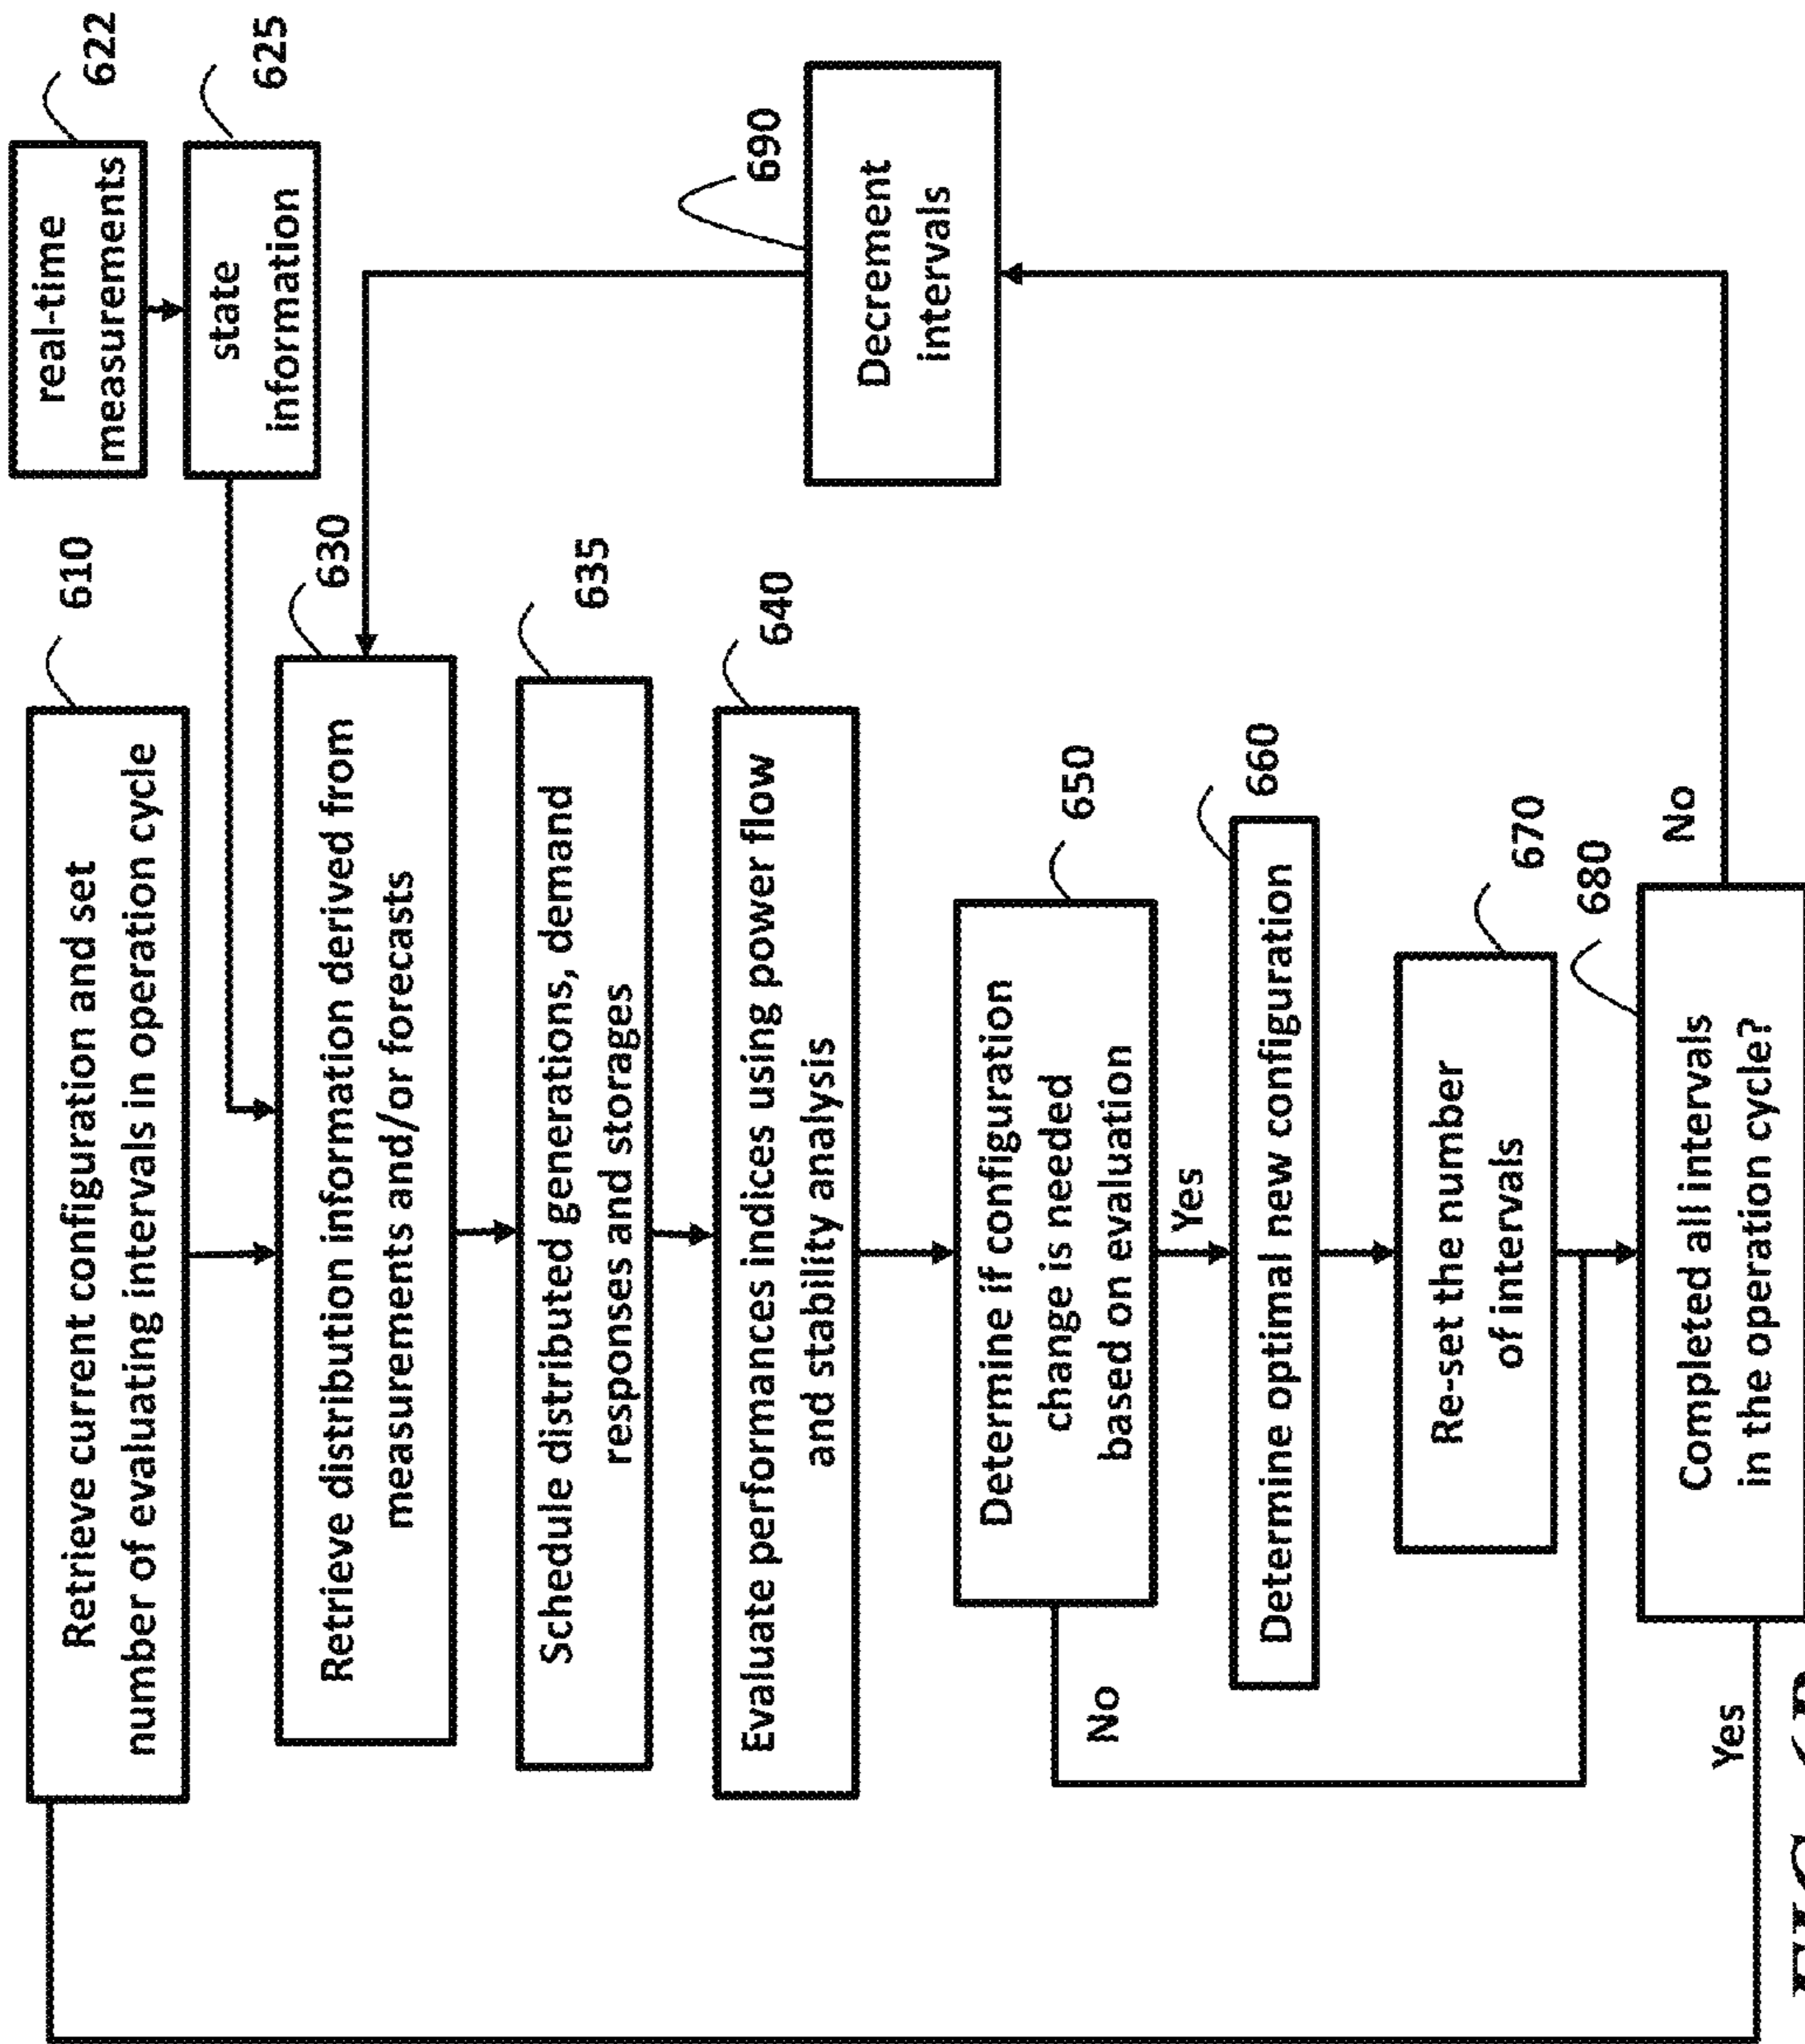 Retrieve current configuration and set
number of evaluating intervals in operation cycle
610
real-time
measurements
622
state
information
625
Retrieve distribution information derived from
measurements and/or forecasts
630
Schedule distributed generations, demand
responses and storages
635
Evaluate performances indices using power flow
and stability analysis
640
Decrement
intervals
690
Determine if configuration
change is needed
based on evaluation
650
No
Yes
Determine optimal new configuration
660
Re-set the number
of intervals
670
Completed all intervals
in the operation cycle?
680
No
Yes